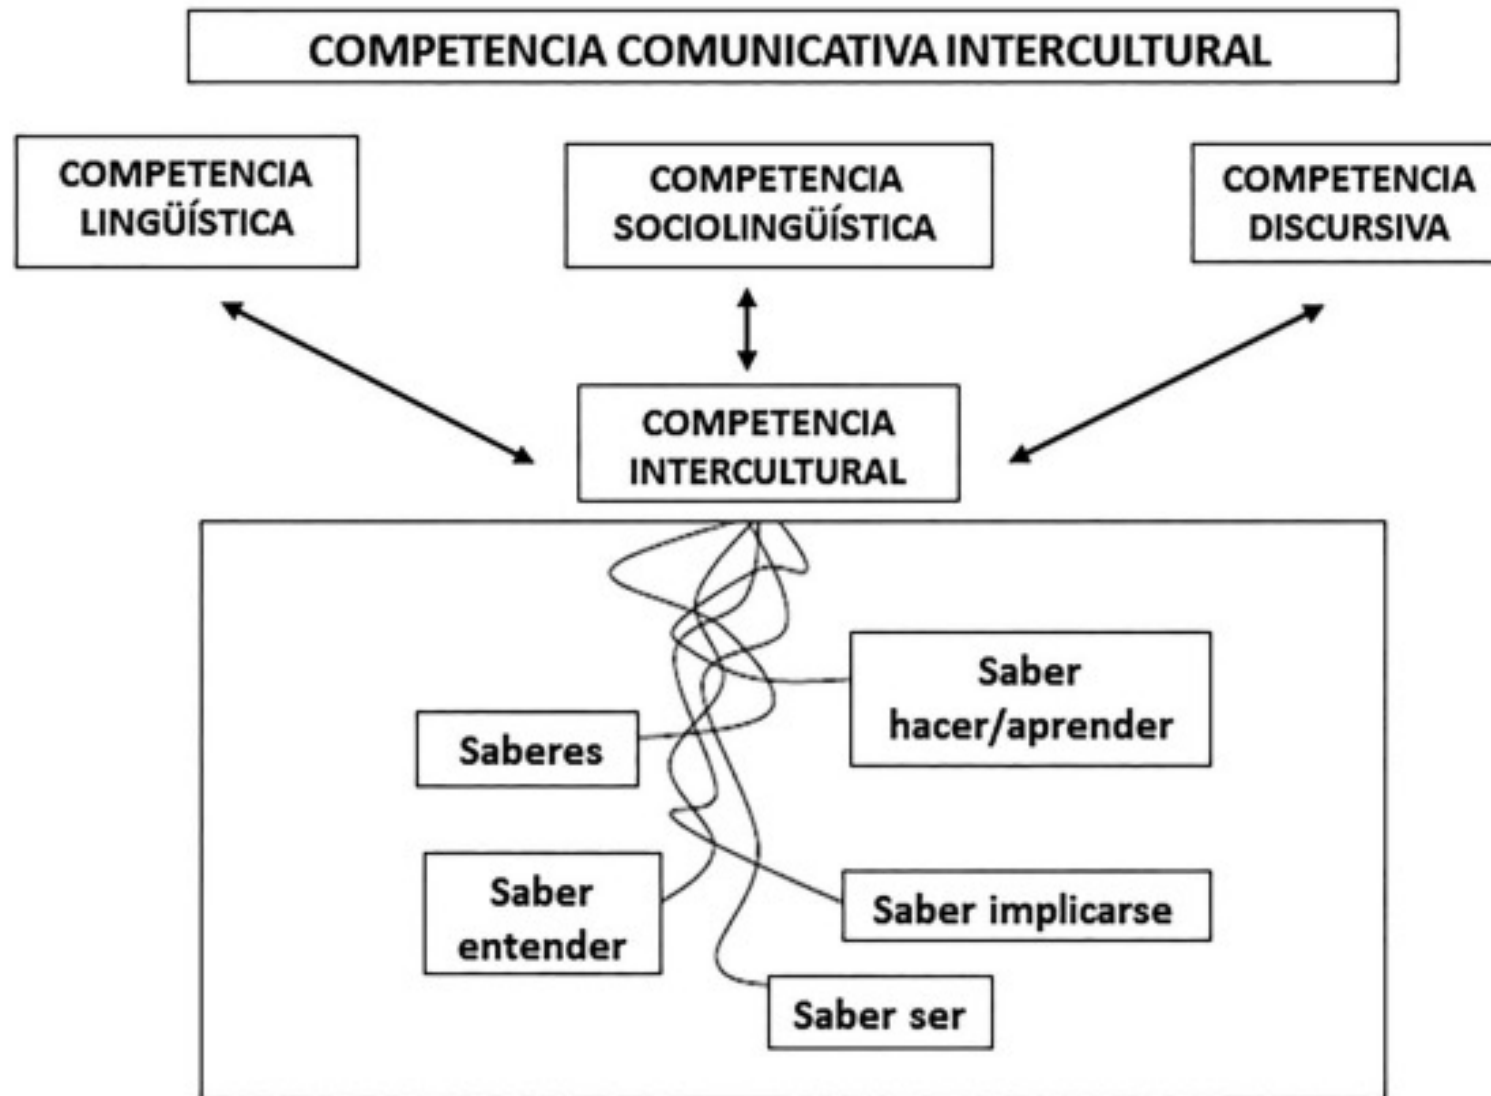 COMPETENCIA COMUNICATIVA INTERCULTURAL
COMPETENCIA
LINGÜÍSTICA
COMPETENCIA
SOCIOLINGÜÍSTICA
COMPETENCIA
DISCURSIVA
COMPETENCIA
INTERCULTURAL
Saber
hacer/aprender
Saberes
Saber
entender
Saber implicarse
Saber ser